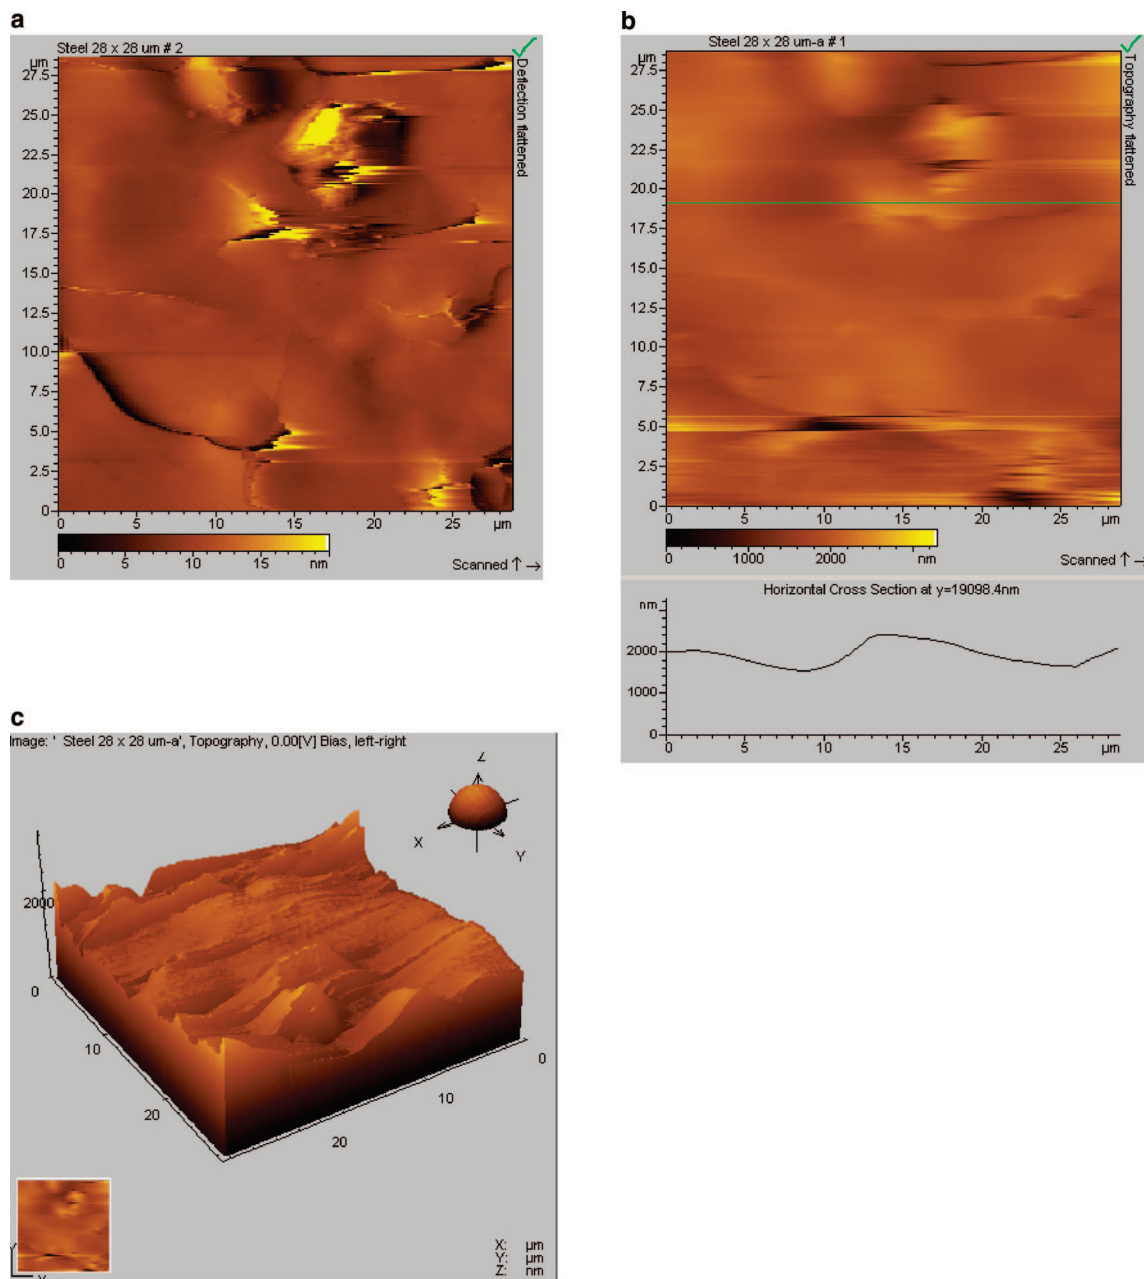 a
Steel 28 x 28 um # 2
µm
27.5
25.0
22.5
20.0
17.5
15.0
12.5
10.0
7.5
5.0
2.5
0
0 5 10 15 20 25 µm
Deflection flattened
0 5 10 15 nm
Scanned ↑ →
b
Steel 28 x 28 um-a # 1
µm
27.5
25.0
22.5
20.0
17.5
15.0
12.5
10.0
7.5
5.0
2.5
0
0 5 10 15 20 25 µm
Topography flattened
0 1000 2000 nm
Scanned ↑ →
Horizontal Cross Section at y=19098.4nm
nm
2000
1000
0
0 5 10 15 20 25 µm
c
Image: ' Steel 28 x 28 um-a', Topography, 0.00[V] Bias, left-right
Z
X
Y
2000
0
10
20
20
10
0
X: µm
Y: µm
Z: nm